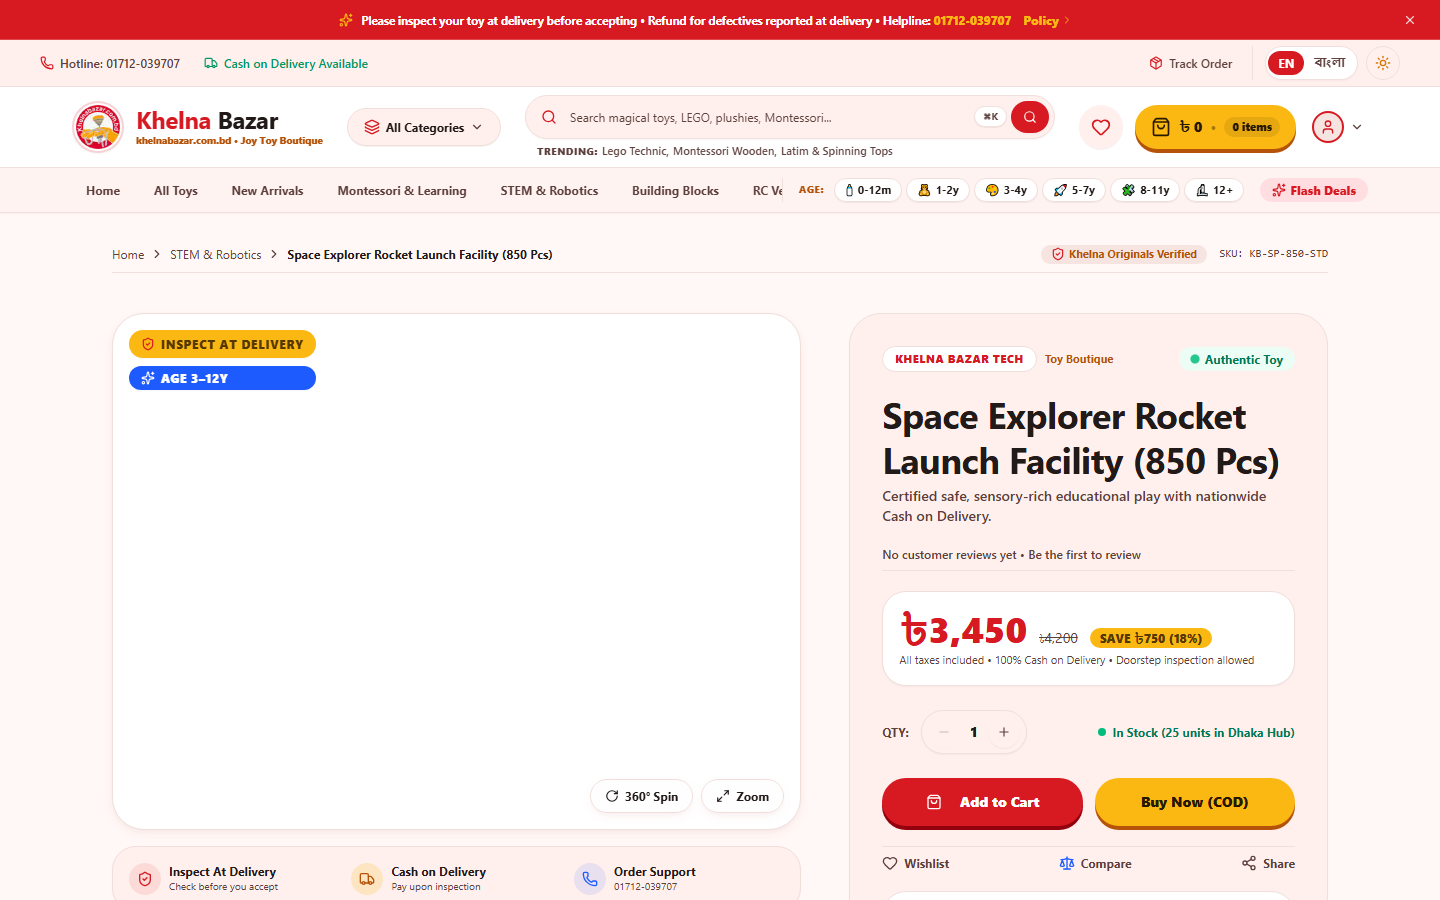 Please inspect your toy at delivery before accepting • Refund for defectives reported at delivery • Helpline: 01712-039707 Policy
Hotline: 01712-039707 Cash on Delivery Available Track Order EN বাংলা
Khelna Bazar
khelnabazar.com.bd • Joy Toy Boutique
All Categories
Search magical toys, LEGO, plushies, Montessori... ⌘K
৳ 0 • 0 items
TRENDING: Lego Technic, Montessori Wooden, Latim & Spinning Tops
Home All Toys New Arrivals Montessori & Learning STEM & Robotics Building Blocks RC Ve AGE: 0-12m 1-2y 3-4y 5-7y 8-11y 12+ Flash Deals
Home STEM & Robotics Space Explorer Rocket Launch Facility (850 Pcs) Khelna Originals Verified SKU: KB-SP-850-STD
INSPECT AT DELIVERY
AGE 3–12Y
360° Spin Zoom
Inspect At Delivery
Check before you accept
Cash on Delivery
Pay upon inspection
Order Support
01712-039707
KHELNA BAZAR TECH Toy Boutique Authentic Toy
Space Explorer Rocket
Launch Facility (850 Pcs)
Certified safe, sensory-rich educational play with nationwide
Cash on Delivery.
No customer reviews yet • Be the first to review
৳3,450 ৳4,200 SAVE ৳750 (18%)
All taxes included • 100% Cash on Delivery • Doorstep inspection allowed
QTY: 1 In Stock (25 units in Dhaka Hub)
Add to Cart Buy Now (COD)
Wishlist Compare Share